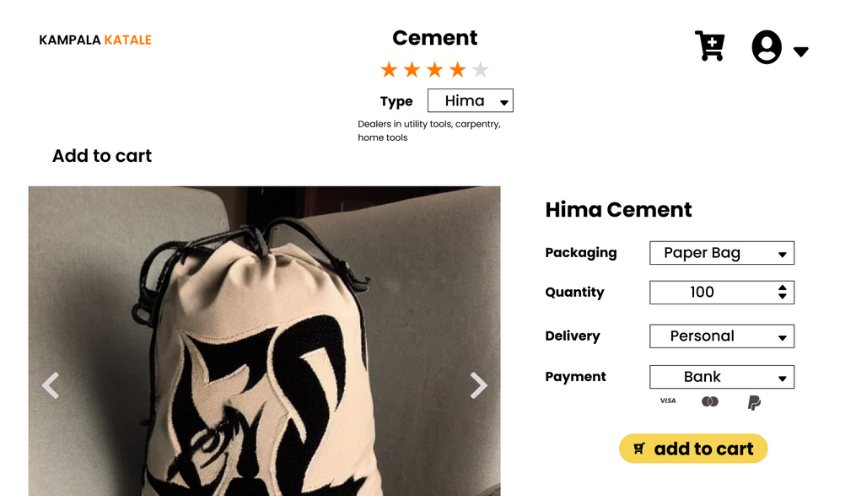 KAMPALA KATALE
Cement
Type Hima
Dealers in utility tools, carpentry,
home tools
Add to cart
Hima Cement
Packaging Paper Bag
Quantity 100
Delivery Personal
Payment Bank
VISA
add to cart